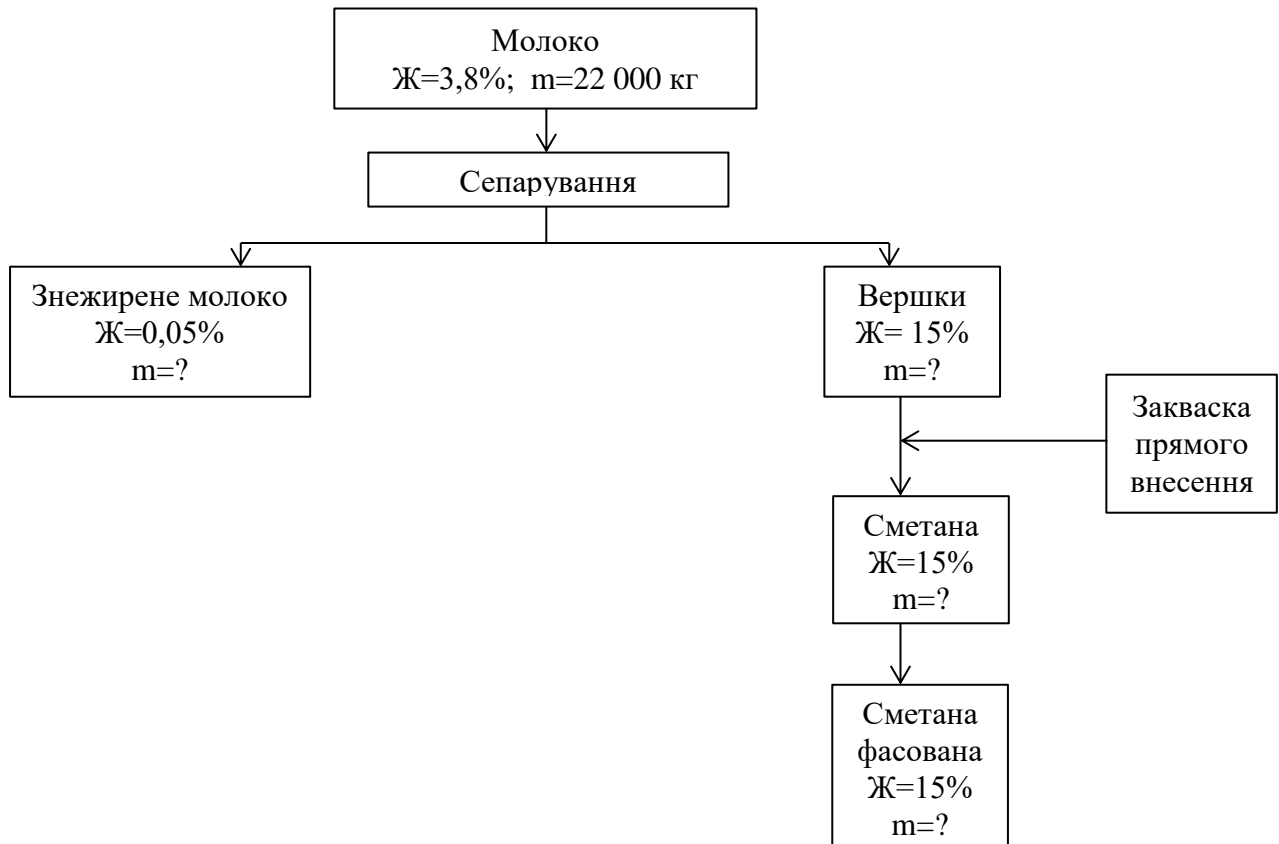 Молоко
Ж=3,8%; m=22 000 кг
Сепарування
Знежирене молоко
Ж=0,05%
m=?
Вершки
Ж= 15%
m=?
Закваска
прямого
внесення
Сметана
Ж=15%
m=?
Сметана
фасована
Ж=15%
m=?